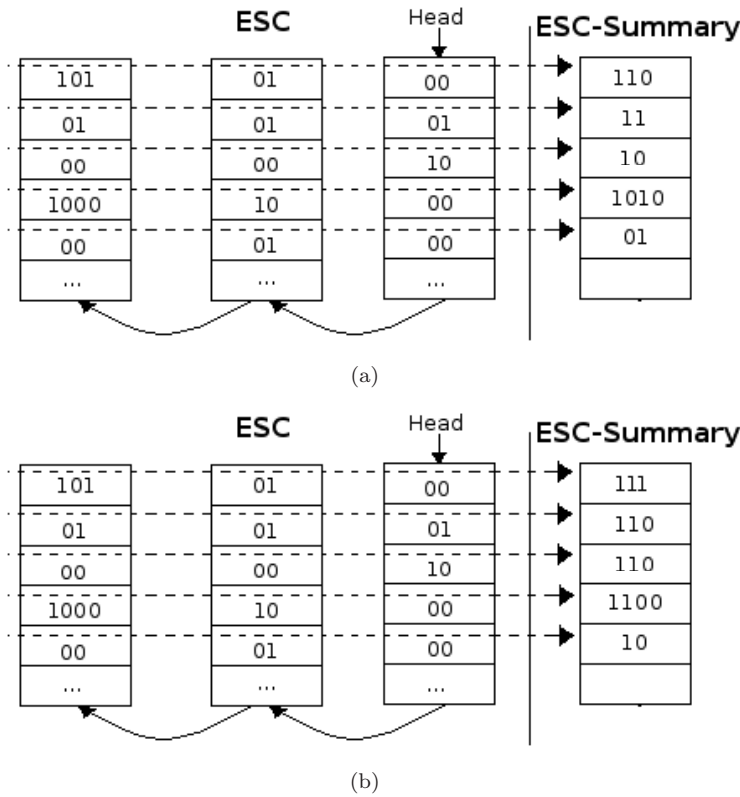 ESC Head ESC-Summary
101 01 00 110
01 01 01 11
00 00 10 10
1000 10 00 1010
00 01 00 01
... ... ...
(a)
ESC Head ESC-Summary
101 01 00 111
01 01 01 110
00 00 10 110
1000 10 00 1100
00 01 00 10
... ... ...
(b)